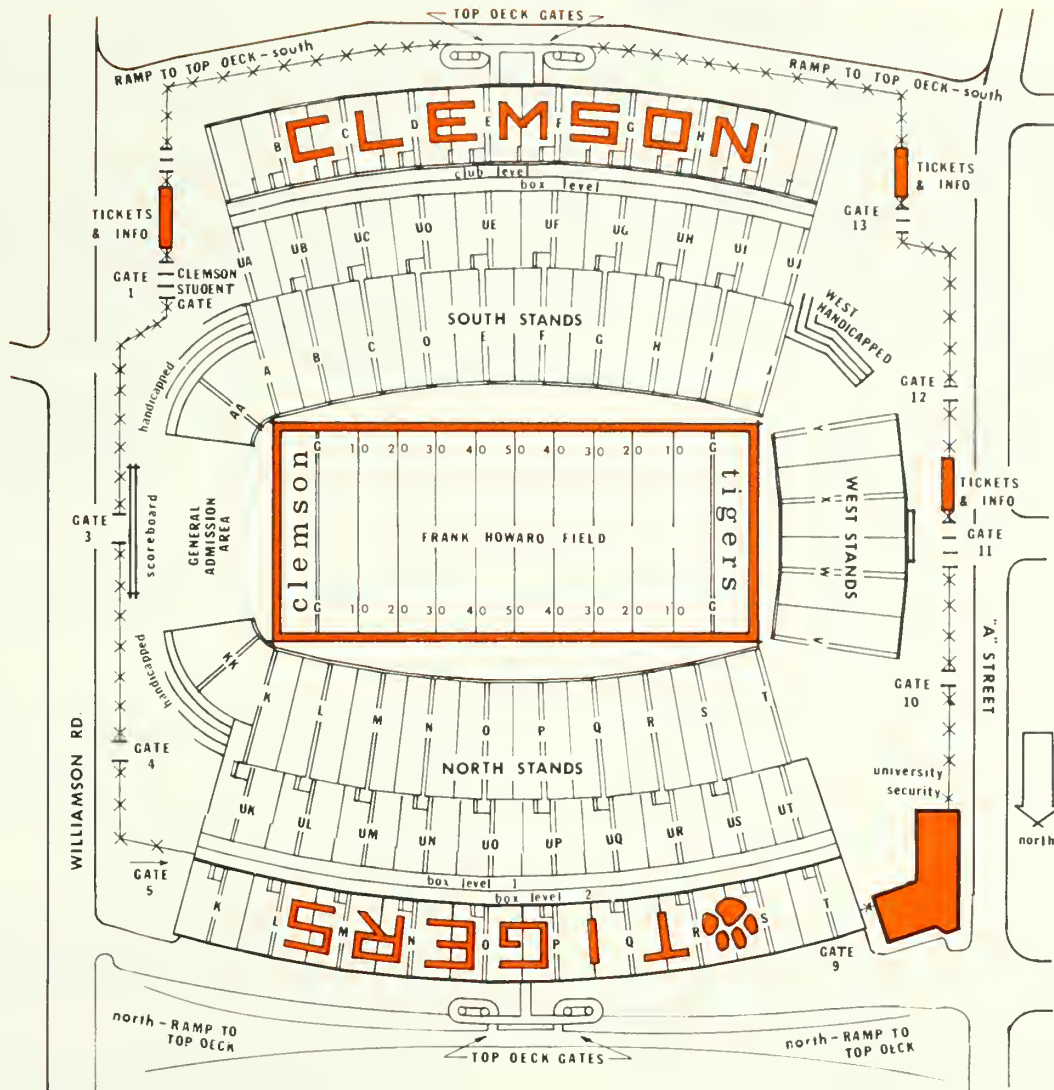 TOP DECK GATES
RAMP TO TOP DECK-south
RAMP TO TOP DECK-south
CLEMSON
B C D E F G H I
club level
box level
TICKETS
& INFO
TICKETS
& INFO
GATE
13
GATE
1
CLEMSON
STUDENT
GATE
UA UB UC UD UE UF UG UH UI UJ
SOUTH STANDS
A B C D E F G H I J
WEST
HANDICAPPED
handicapped
AA
GATE
12
G 10 20 30 40 50 40 30 20 10 G
clemson
tigers
FRANK HOWARD FIELD
G 10 20 30 40 50 40 30 20 10 G
GATE
3
scoreboard
GENERAL
ADMISSION
AREA
Y
X
W
V
WEST STANDS
TICKETS
& INFO
GATE
11
handicapped
KK
"A" STREET
GATE
10
WILLIAMSON RD.
GATE
4
K L M N O P Q R S T
NORTH STANDS
UK UL UM UN UO UP UQ UR US UT
university
security
north
GATE
5
box level 1
box level 2
K L M N O P Q R S T
TIGERS
GATE
9
north-RAMP TO
TOP DECK
north-RAMP TO
TOP DECK
TOP DECK GATES